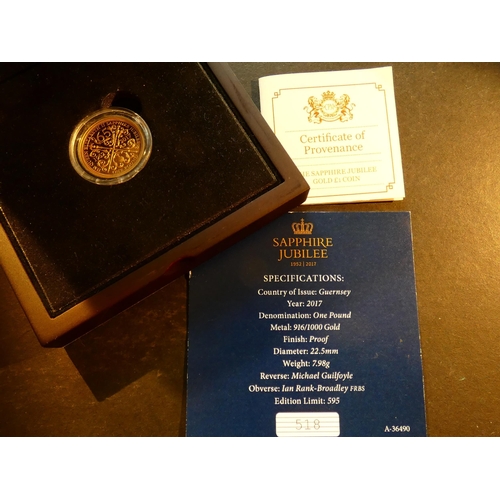 Certificate of
Provenance
SAPPHIRE JUBILEE
GOLD £1 COIN
SAPPHIRE
JUBILEE
1952 | 2017
SPECIFICATIONS:
Country of Issue: Guernsey
Year: 2017
Denomination: One Pound
Metal: 916/1000 Gold
Finish: Proof
Diameter: 22.5mm
Weight: 7.98g
Reverse: Michael Guilfoyle
Obverse: Ian Rank-Broadley FRBS
Edition Limit: 595
518
A-36490